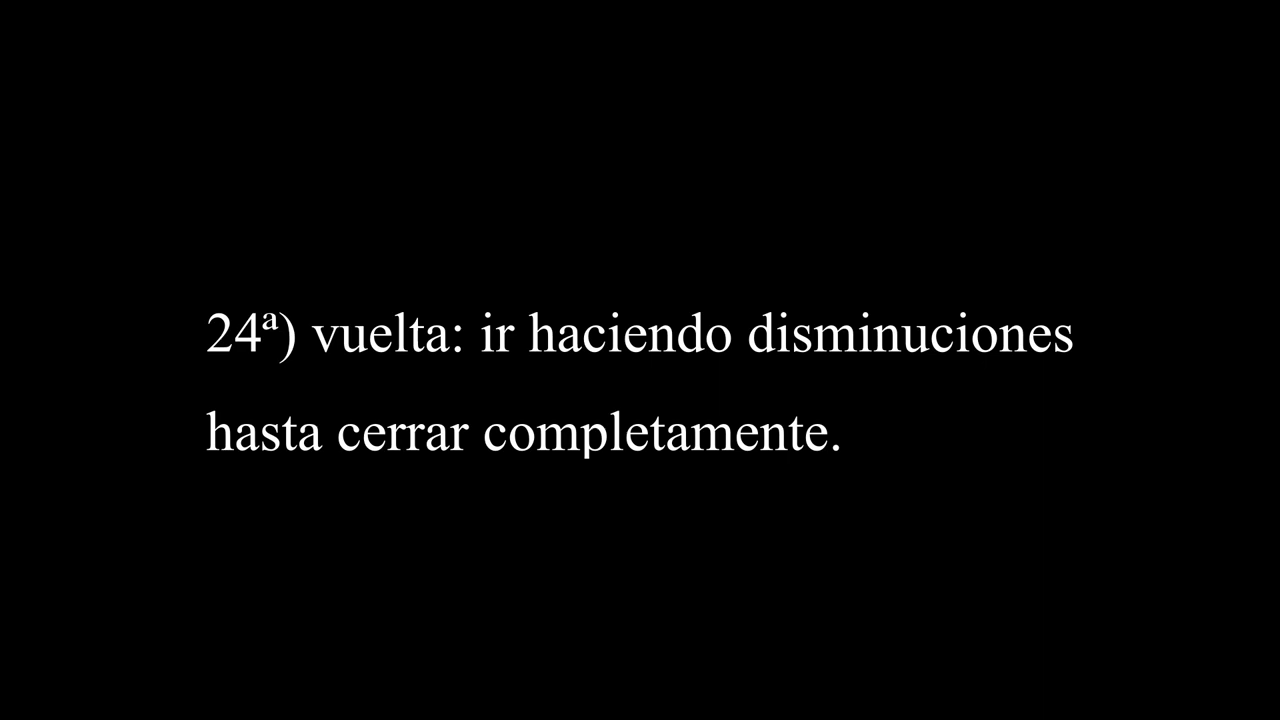 24ª) vuelta: ir haciendo disminuciones
hasta cerrar completamente.